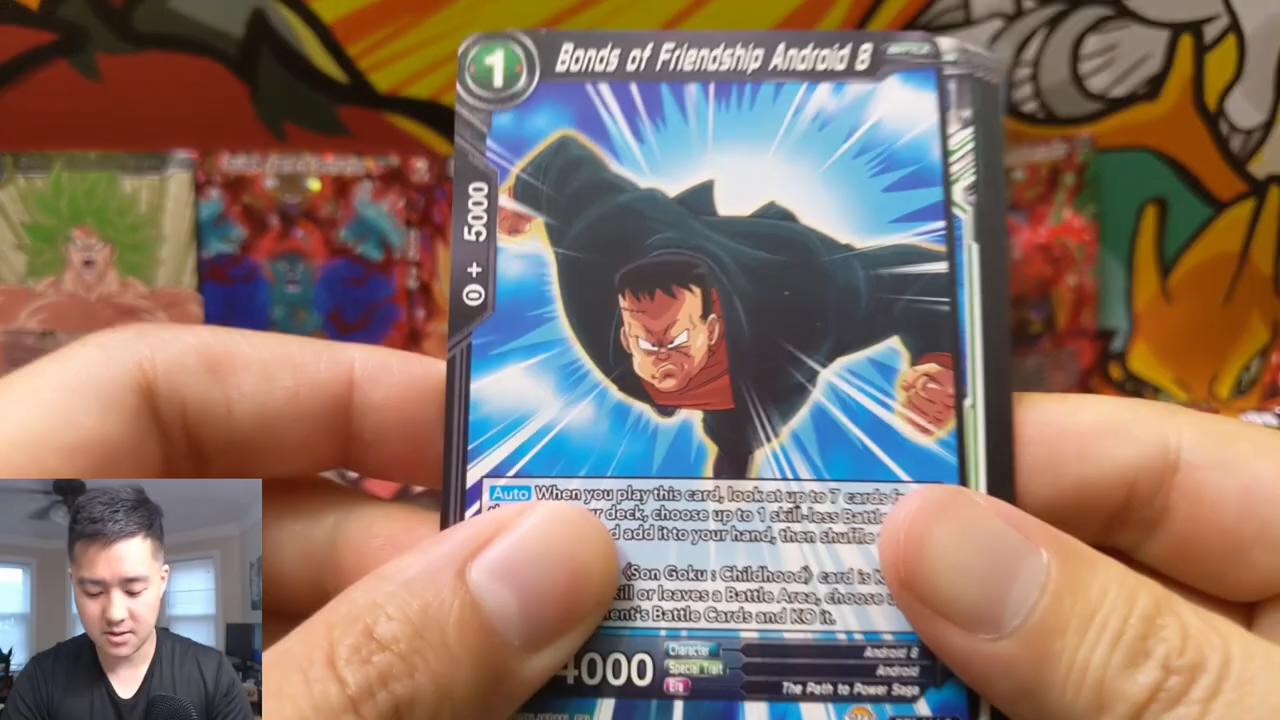 1 Bonds of Friendship Android 8 BATTLE
0 + 5000
Auto When you play this card, look at up to 7 cards
deck, choose up to 1 skill-less Battle
add it to your hand, then shuffle
《Son Goku : Childhood》 card is
or leaves a Battle Area, choose
Battle Cards and KO it.
4000
Character Android 8
Special Trait Android
Era The Path to Power Saga